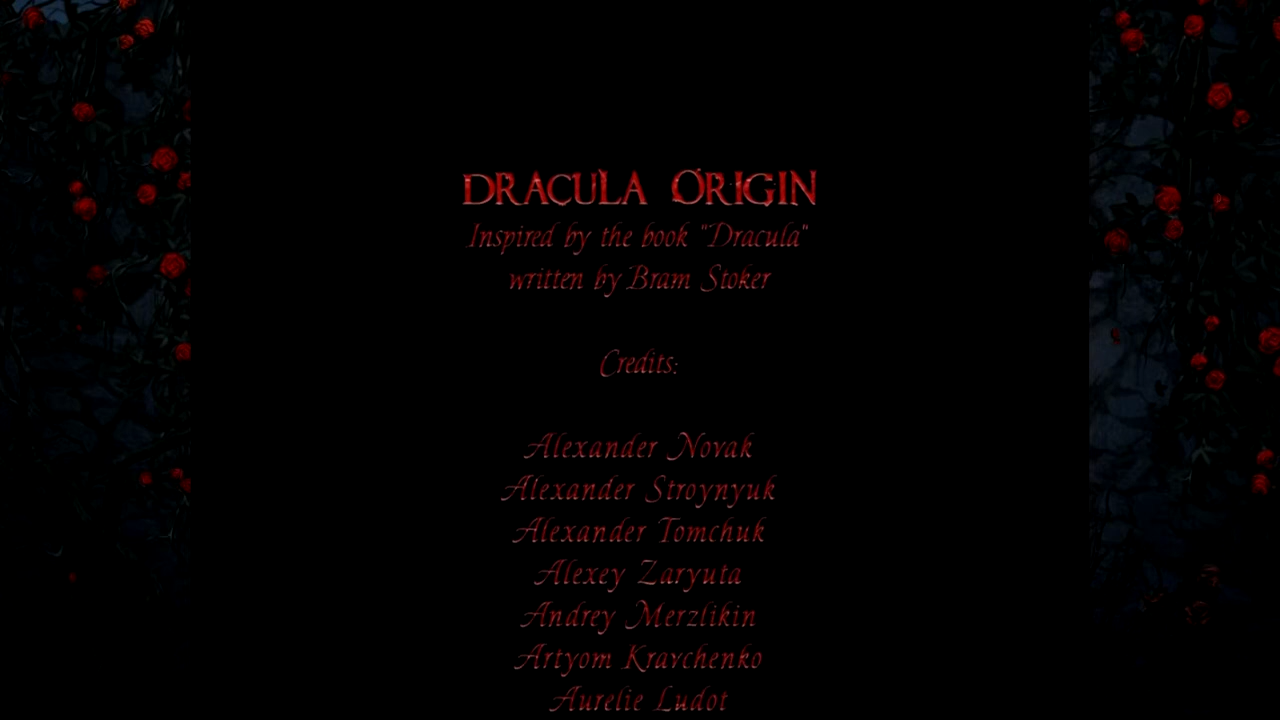 DRACULA ORIGIN
Inspired by the book "Dracula"
written by Bram Stoker
Credits:
Alexander Novak
Alexander Stroynyuk
Alexander Tomchuk
Alexey Zaryuta
Andrey Merzlikin
Artyom Kravchenko
Aurelie Ludot